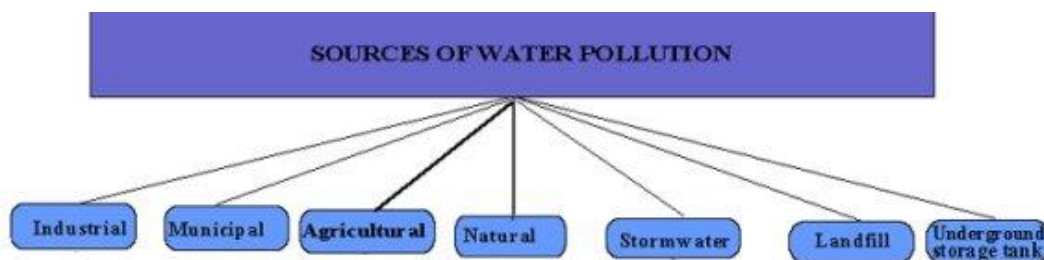 SOURCES OF WATER POLLUTION
Industrial
Municipal
Agricultural
Natural
Stormwater
Landfill
Underground
storage tank